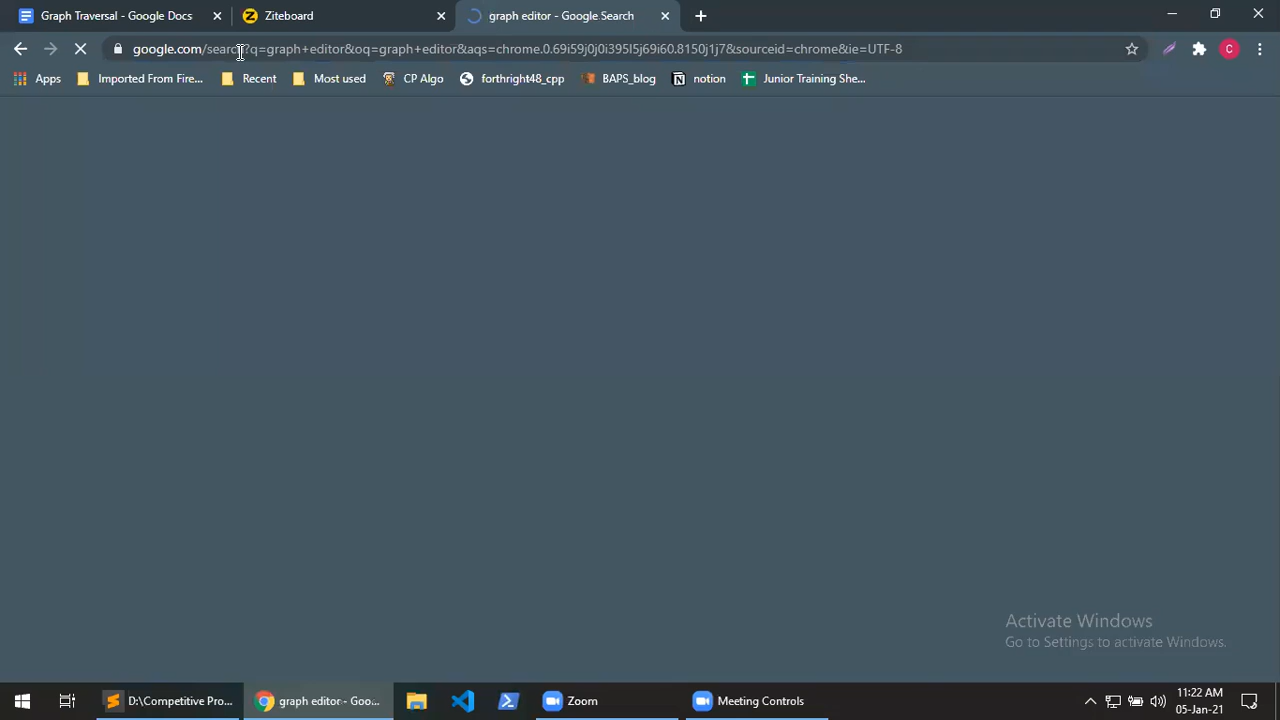 Graph Traversal - Google Docs
Ziteboard
graph editor - Google Search
google.com/search?q=graph+editor&oq=graph+editor&aqs=chrome.0.69i59j0j0i395l5j69i60.8150j1j7&sourceid=chrome&ie=UTF-8
C
Apps
Imported From Fire...
Recent
Most used
CP Algo
forthright48_cpp
BAPS_blog
notion
Junior Training She...
Activate Windows
Go to Settings to activate Windows.
D:\Competitive Pro...
graph editor - Goo...
Zoom
Meeting Controls
11:22 AM
05-Jan-21